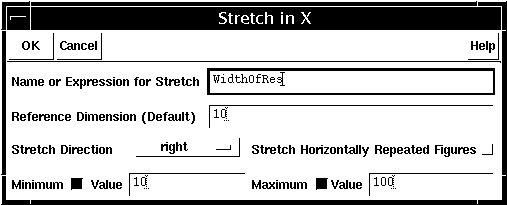 Stretch in X
OK Cancel Help
Name or Expression for Stretch WidthOfRes
Reference Dimension (Default) 10
Stretch Direction right Stretch Horizontally Repeated Figures
Minimum Value 10 Maximum Value 100